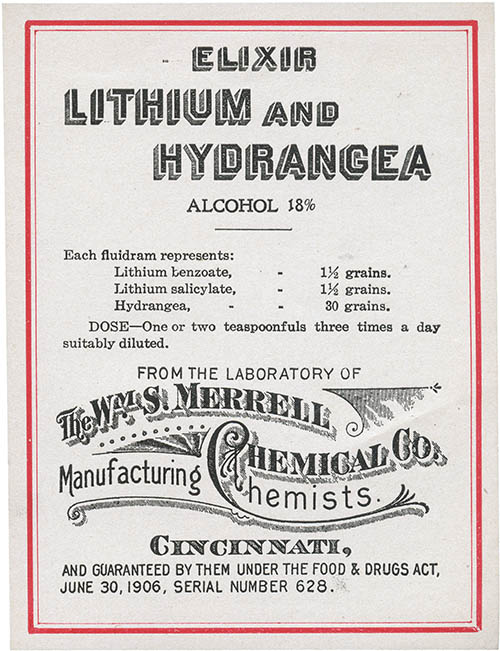 ELIXIR
LITHIUM AND
HYDRANGEA
ALCOHOL 18%
Each fluidram represents:
Lithium benzoate, - 1½ grains.
Lithium salicylate, - 1½ grains.
Hydrangea, - - 30 grains.
DOSE—One or two teaspoonfuls three times a day
suitably diluted.
FROM THE LABORATORY OF
The Wm. S. Merrell
Chemical Co.
Manufacturing Chemists.
CINCINNATI,
AND GUARANTEED BY THEM UNDER THE FOOD & DRUGS ACT,
JUNE 30, 1906, SERIAL NUMBER 628.